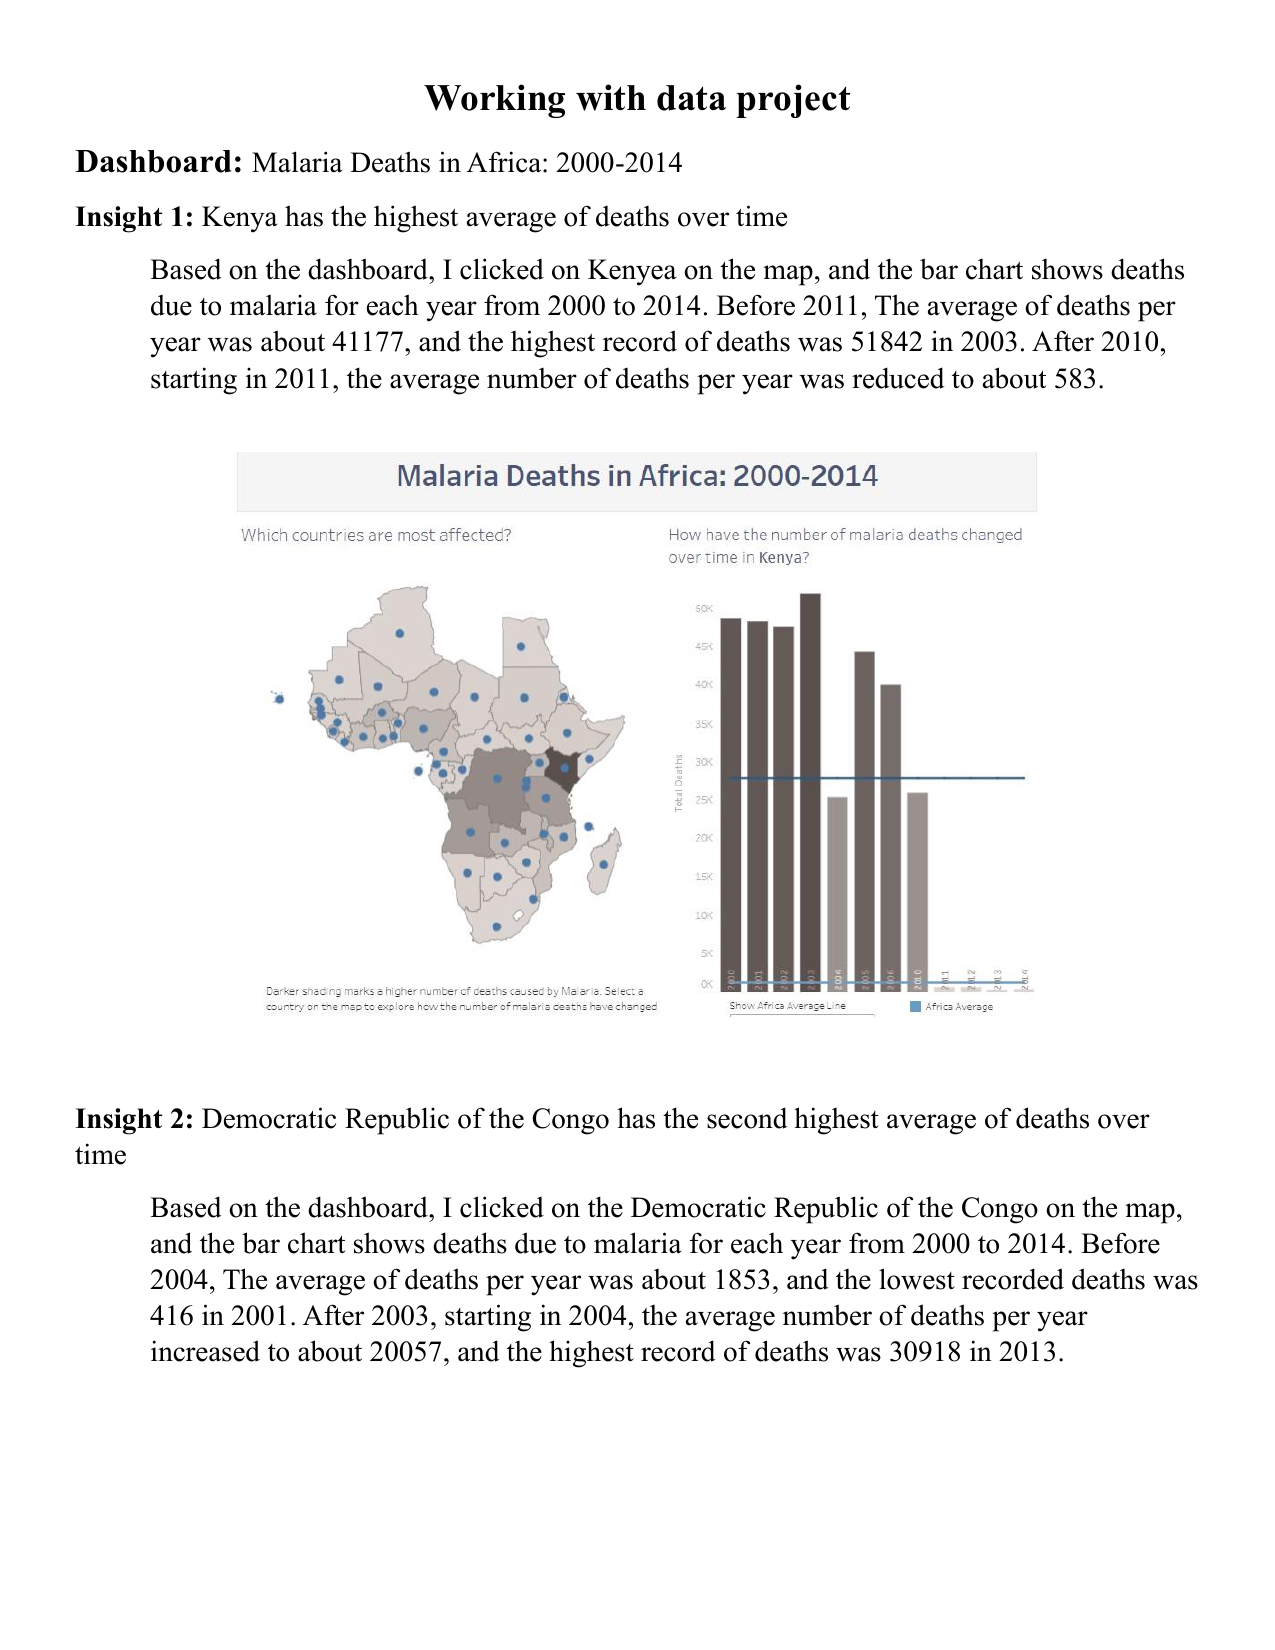 Working with data project
Dashboard: Malaria Deaths in Africa: 2000-2014
Insight 1: Kenya has the highest average of deaths over time
Based on the dashboard, I clicked on Kenyea on the map, and the bar chart shows deaths
due to malaria for each year from 2000 to 2014. Before 2011, The average of deaths per
year was about 41177, and the highest record of deaths was 51842 in 2003. After 2010,
starting in 2011, the average number of deaths per year was reduced to about 583.
Malaria Deaths in Africa: 2000-2014
Which countries are most affected?
How have the number of malaria deaths changed
over time in Kenya?
50K
45K
40K
35K
30K
25K
20K
15K
10K
5K
0K
Total Deaths
2000
2001
2002
2003
2004
2005
2006
2010
2011
2012
2013
2014
Darker shading marks a higher number of deaths caused by Malaria. Select a
country on the map to explore how the number of malaria deaths have changed
Show Africa Average Line
Africa Average
Insight 2: Democratic Republic of the Congo has the second highest average of deaths over
time
Based on the dashboard, I clicked on the Democratic Republic of the Congo on the map,
and the bar chart shows deaths due to malaria for each year from 2000 to 2014. Before
2004, The average of deaths per year was about 1853, and the lowest recorded deaths was
416 in 2001. After 2003, starting in 2004, the average number of deaths per year
increased to about 20057, and the highest record of deaths was 30918 in 2013.